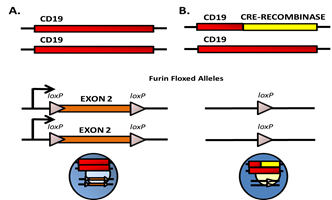 A.
CD19
CD19
B.
CD19 CRE-RECOMBINASE
CD19
Furin Floxed Alleles
loxP loxP
EXON 2
loxP loxP
EXON 2
loxP
loxP